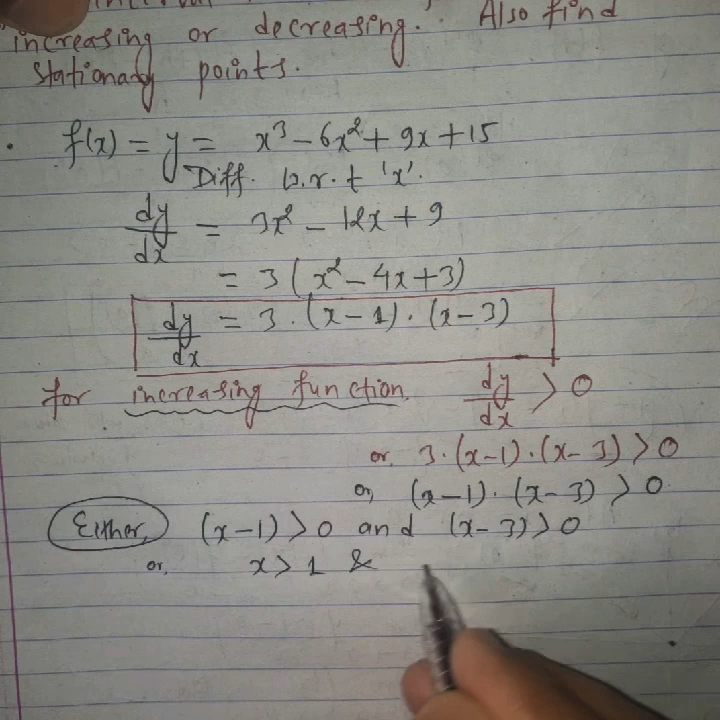 increasing or decreasing. Also find
stationary points.
f(x) = y = x³ - 6x² + 9x + 15
Diff. w.r.t 'x'.
dy/dx = 3x² - 12x + 9
= 3(x² - 4x + 3)
dy/dx = 3.(x-1).(x-3)
for increasing function, dy/dx > 0
or, 3.(x-1).(x-3) > 0
or, (x-1).(x-3) > 0
Either, (x-1) > 0 and (x-3) > 0
or, x > 1 &